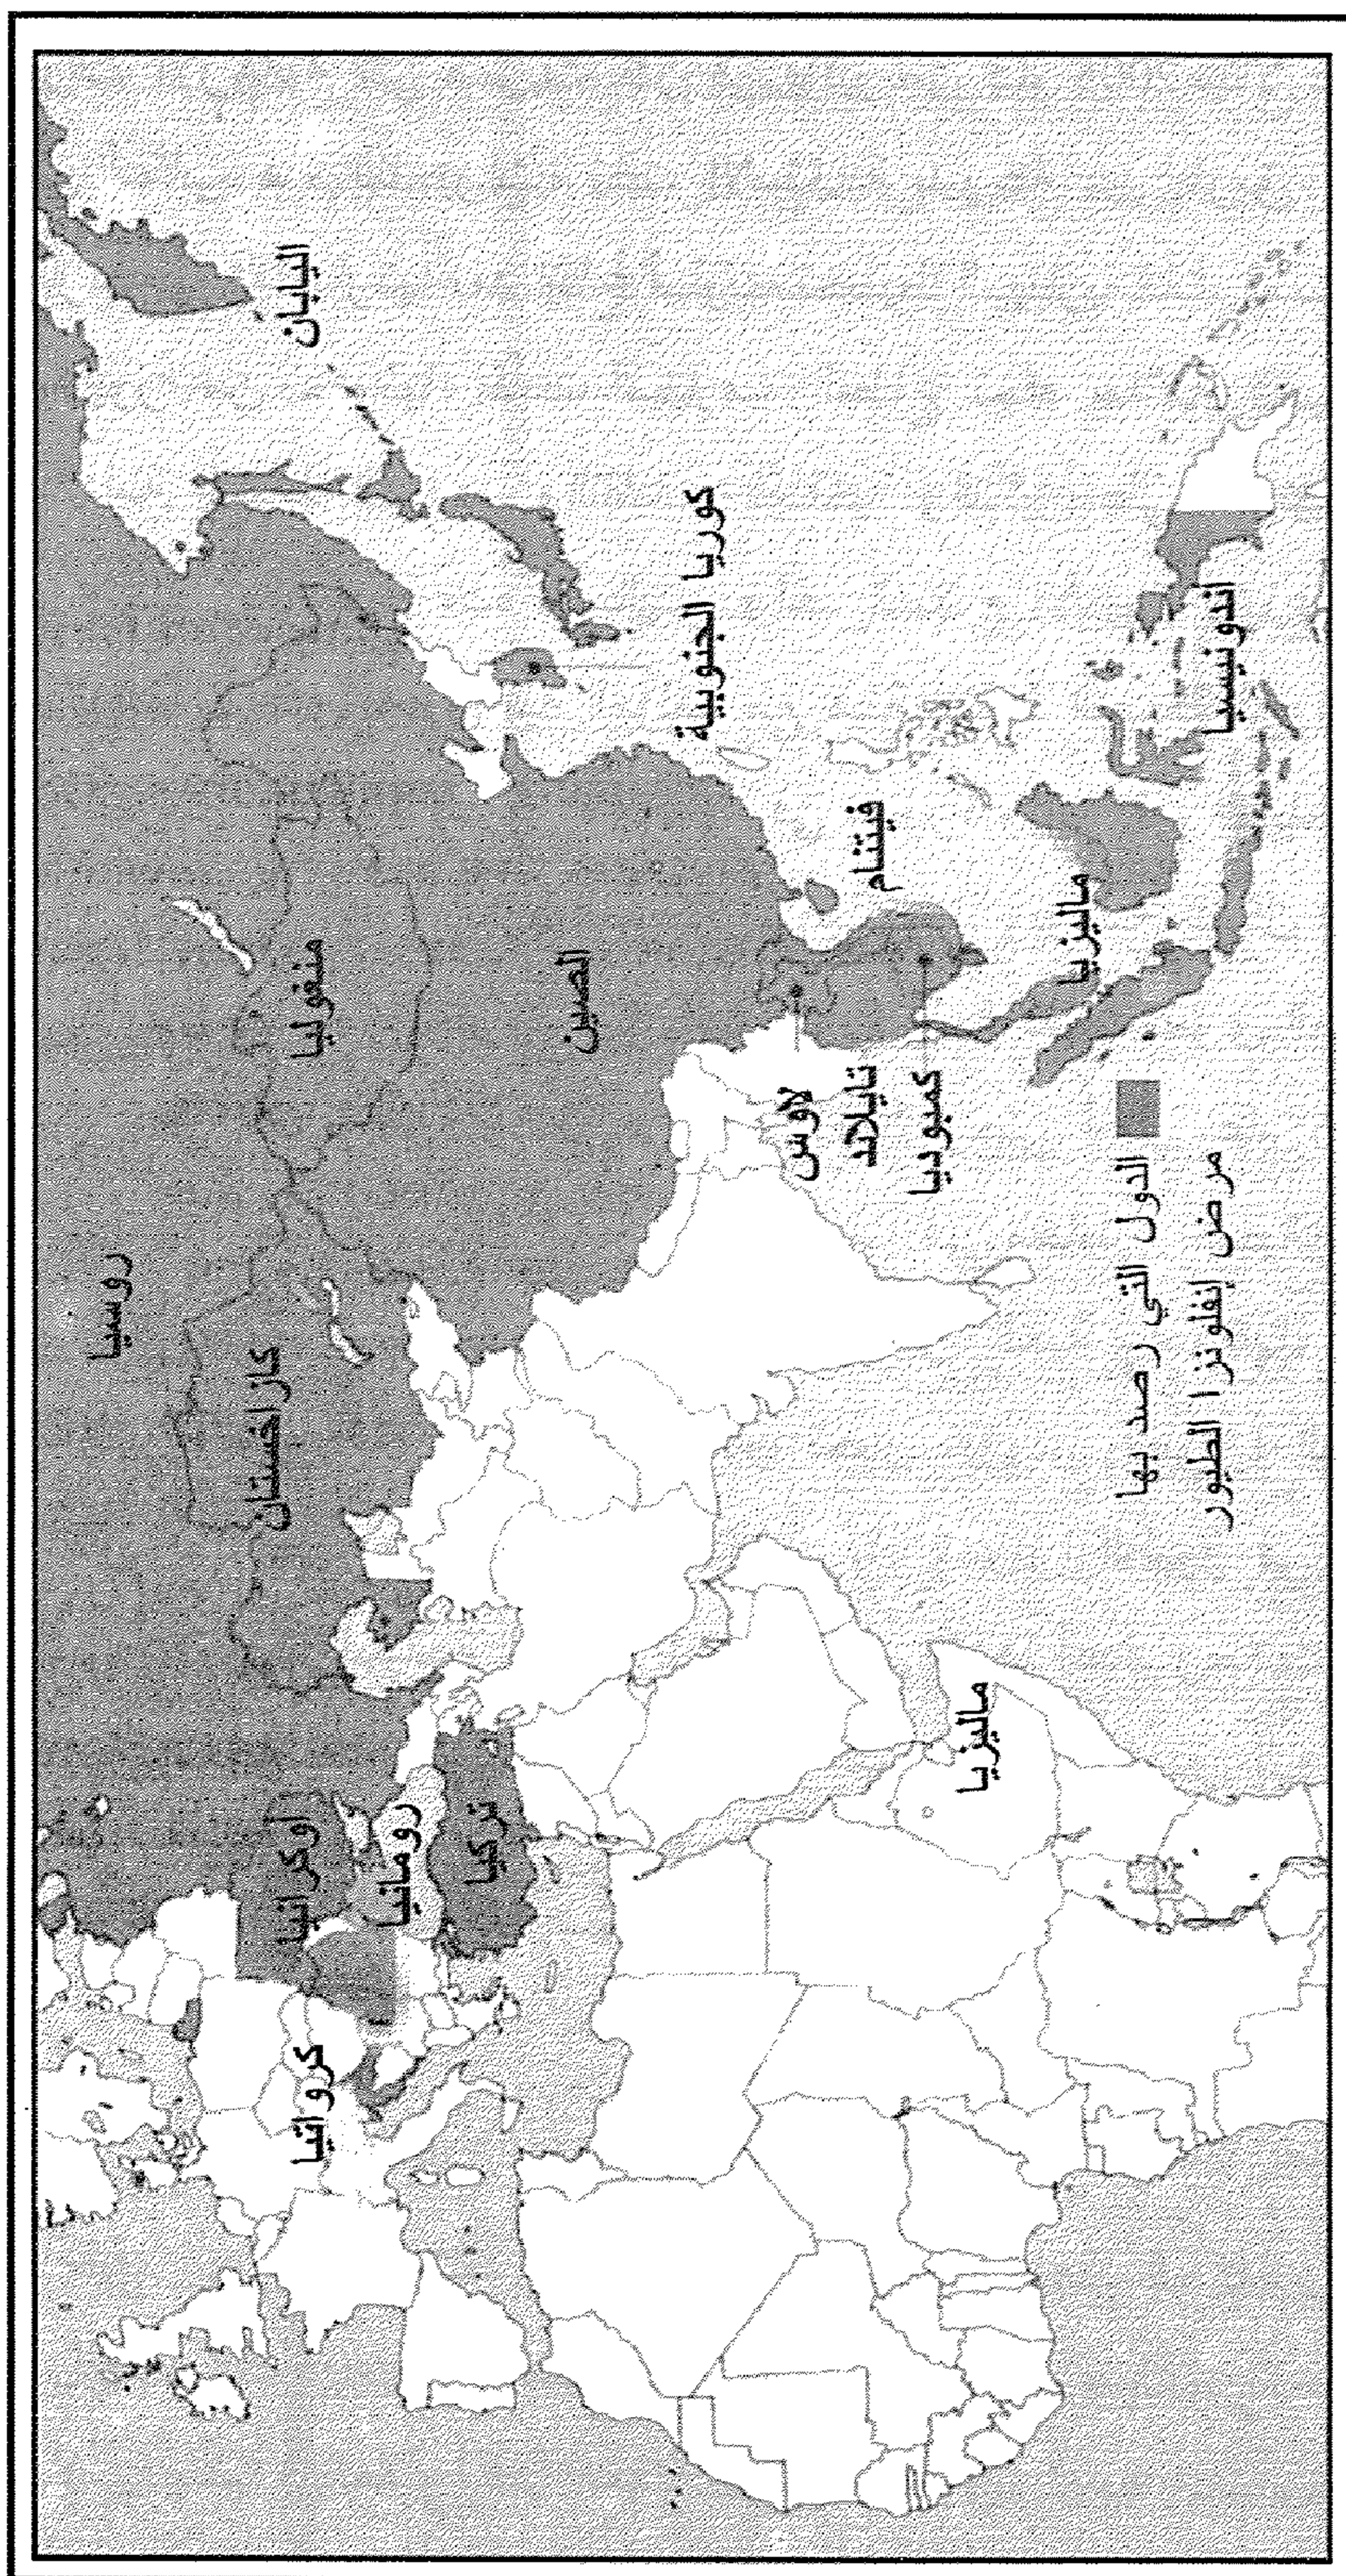 روسيا
كازاخستان
منغوليا
الصين
اليابان
كوريا الجنوبية
أوكرانيا
رومانيا
تركيا
كرواتيا
فيتنام
لاوس
تايلاند
كمبوديا
ماليزيا
أندونيسيا
ماليزيا
الدول التي رصد بها
مرض إنفلونزا الطيور